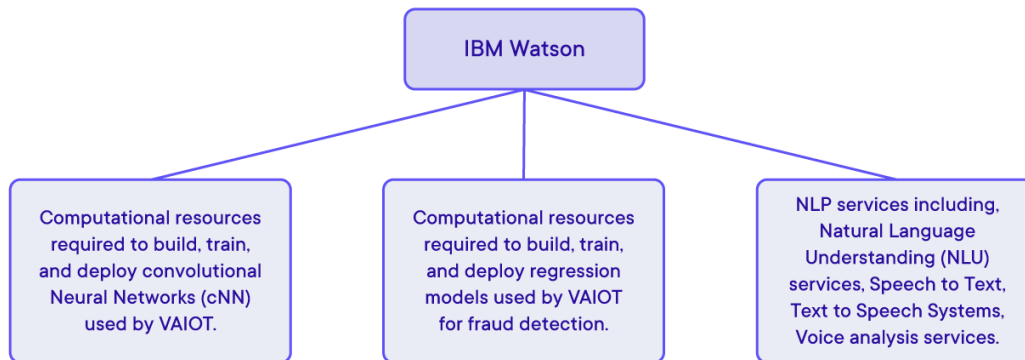 IBM Watson
Computational resources
required to build, train,
and deploy convolutional
Neural Networks (cNN)
used by VAIOT.
Computational resources
required to build, train,
and deploy regression
models used by VAIOT
for fraud detection.
NLP services including,
Natural Language
Understanding (NLU)
services, Speech to Text,
Text to Speech Systems,
Voice analysis services.